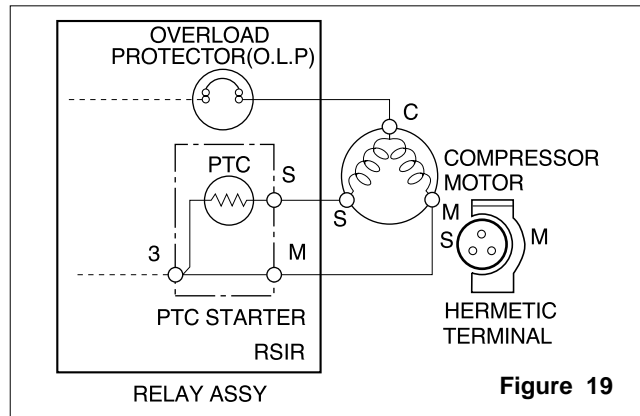 OVERLOAD
PROTECTOR(O.L.P)
C
PTC
S
COMPRESSOR
MOTOR
S
M
S
M
3
M
HERMETIC
TERMINAL
PTC STARTER
RSIR
RELAY ASSY
Figure 19